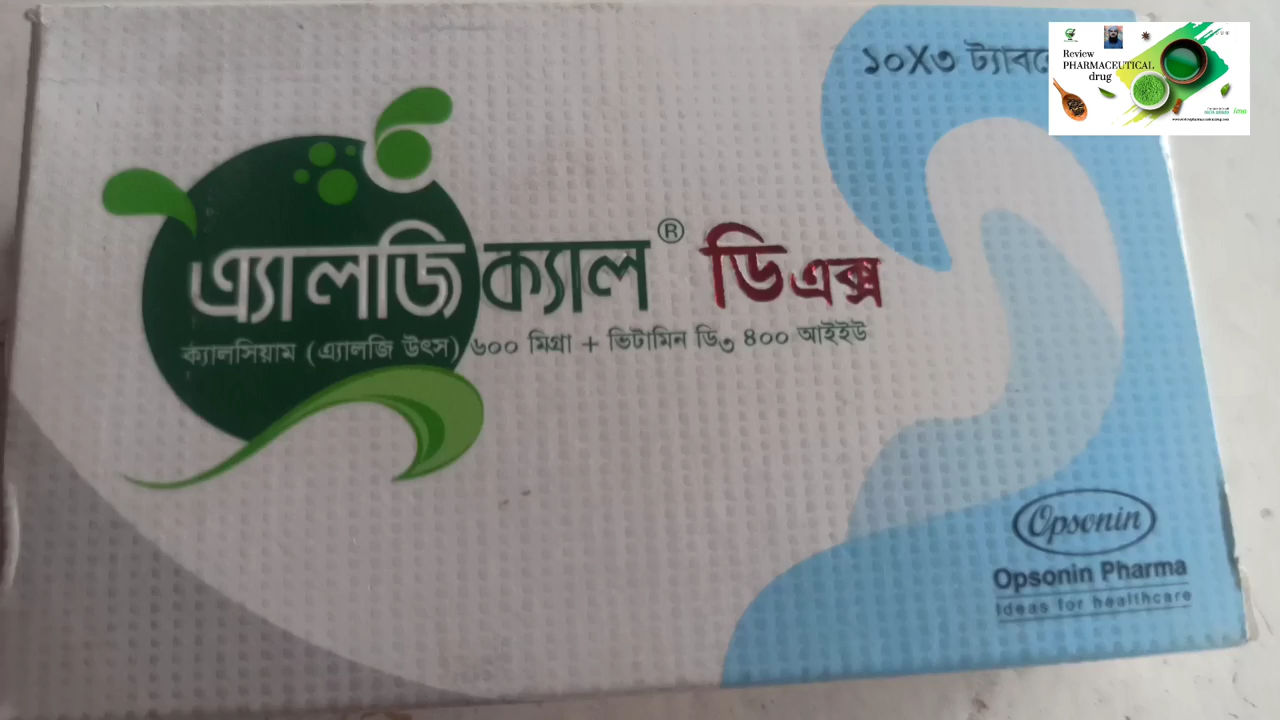 ১০X৩
Review
PHARMACEUTICAL
drug
এ্যালজিক্যাল® ডিএক্স
ক্যালসিয়াম (এ্যালজি উৎস) ৬০০ মিগ্রা + ভিটামিন ডি৩ ৪০০ আইইউ
Opsonin
Opsonin Pharma
Ideas for healthcare